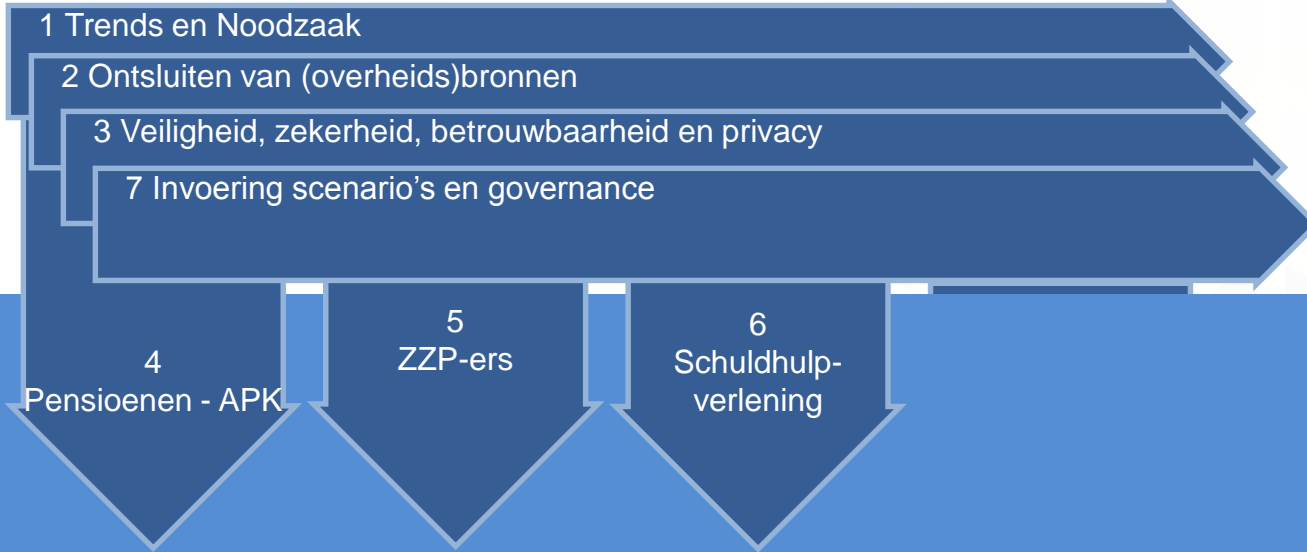 1 Trends en Noodzaak
2 Ontsluiten van (overheids)bronnen
3 Veiligheid, zekerheid, betrouwbaarheid en privacy
7 Invoering scenario's en governance
4
Pensioenen - APK
5
ZZP-ers
6
Schuldhulp-
verlening